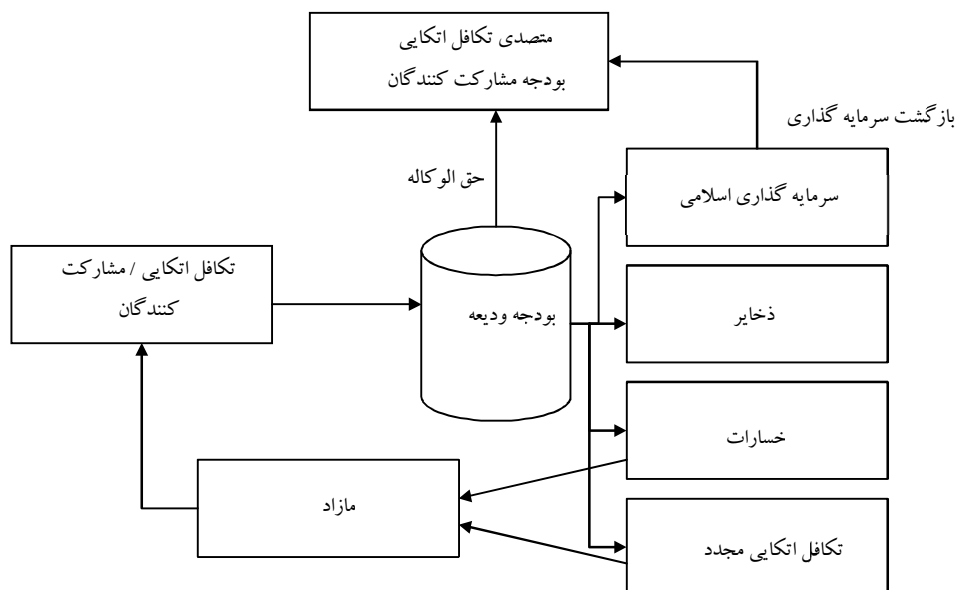 متصدی تکافل اتکایی
بودجه مشارکت کنندگان
بازگشت سرمایه گذاری
حق الوکاله
سرمایه گذاری اسلامی
تکافل اتکایی / مشارکت
کنندگان
بودجه ودیعه
ذخایر
خسارات
مازاد
تکافل اتکایی مجدد